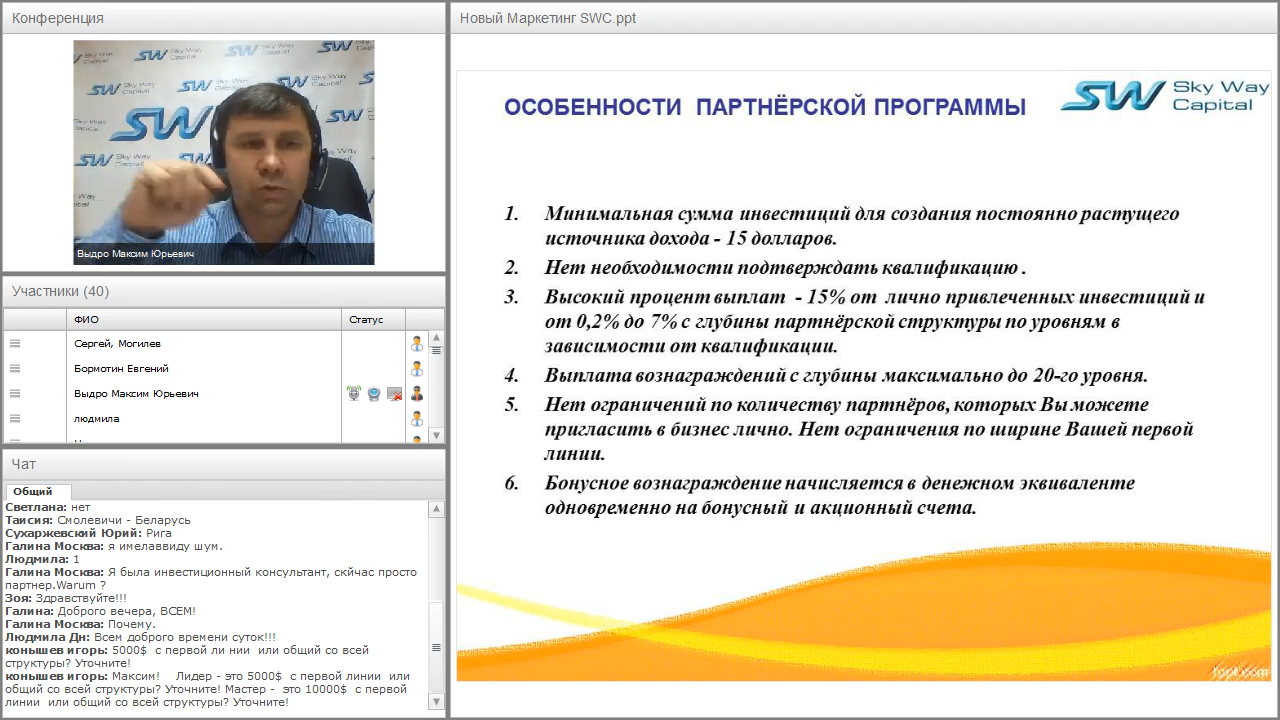 Конференция
Выдро Максим Юрьевич
Участники (40)
ФИО
Статус
Сергей, Могилев
Бормотин Евгений
Выдро Максим Юрьевич
людмила
Чат
Общий
Светлана: нет
Таисия: Смолевичи - Беларусь
Сухаржевский Юрий: Рига
Галина Москва: я имелаввиду шум.
Людмила: 1
Галина Москва: Я была инвестиционный консультант, скйчас просто
партнер.Warum ?
Зоя: Здравствуйте!!!
Галина: Доброго вечера, ВСЕМ!
Галина Москва: Почему.
Людмила Дн: Всем доброго времени суток!!!
конышев игорь: 5000$ с первой ли нии или общий со всей
структуры? Уточните!
конышев игорь: Максим! Лидер - это 5000$ с первой линии или
общий со всей структуры? Уточните! Мастер - это 10000$ с первой
линии или общий со всей структуры? Уточните!
Новый Маркетинг SWC.ppt
ОСОБЕННОСТИ ПАРТНЁРСКОЙ ПРОГРАММЫ
SW Sky Way
Capital
1. Минимальная сумма инвестиций для создания постоянно растущего
источника дохода - 15 долларов.
2. Нет необходимости подтверждать квалификацию .
3. Высокий процент выплат - 15% от лично привлеченных инвестиций и
от 0,2% до 7% с глубины партнёрской структуры по уровням в
зависимости от квалификации.
4. Выплата вознаграждений с глубины максимально до 20-го уровня.
5. Нет ограничений по количеству партнёров, которых Вы можете
пригласить в бизнес лично. Нет ограничения по ширине Вашей первой
линии.
6. Бонусное вознаграждение начисляется в денежном эквиваленте
одновременно на бонусный и акционный счета.